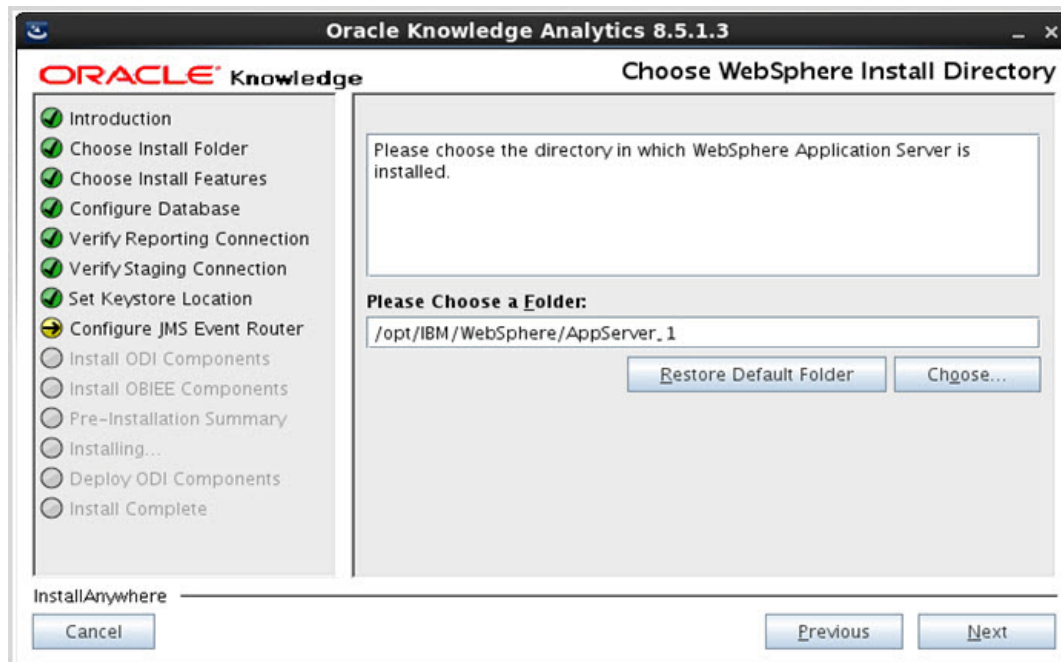 Oracle Knowledge Analytics 8.5.1.3
ORACLE Knowledge
Choose WebSphere Install Directory
Introduction
Choose Install Folder
Choose Install Features
Configure Database
Verify Reporting Connection
Verify Staging Connection
Set Keystore Location
Configure JMS Event Router
Install ODI Components
Install OBIEE Components
Pre-Installation Summary
Installing...
Deploy ODI Components
Install Complete
Please choose the directory in which WebSphere Application Server is
installed.
Please Choose a Folder:
/opt/IBM/WebSphere/AppServer_1
Restore Default Folder
Choose...
InstallAnywhere
Cancel
Previous
Next